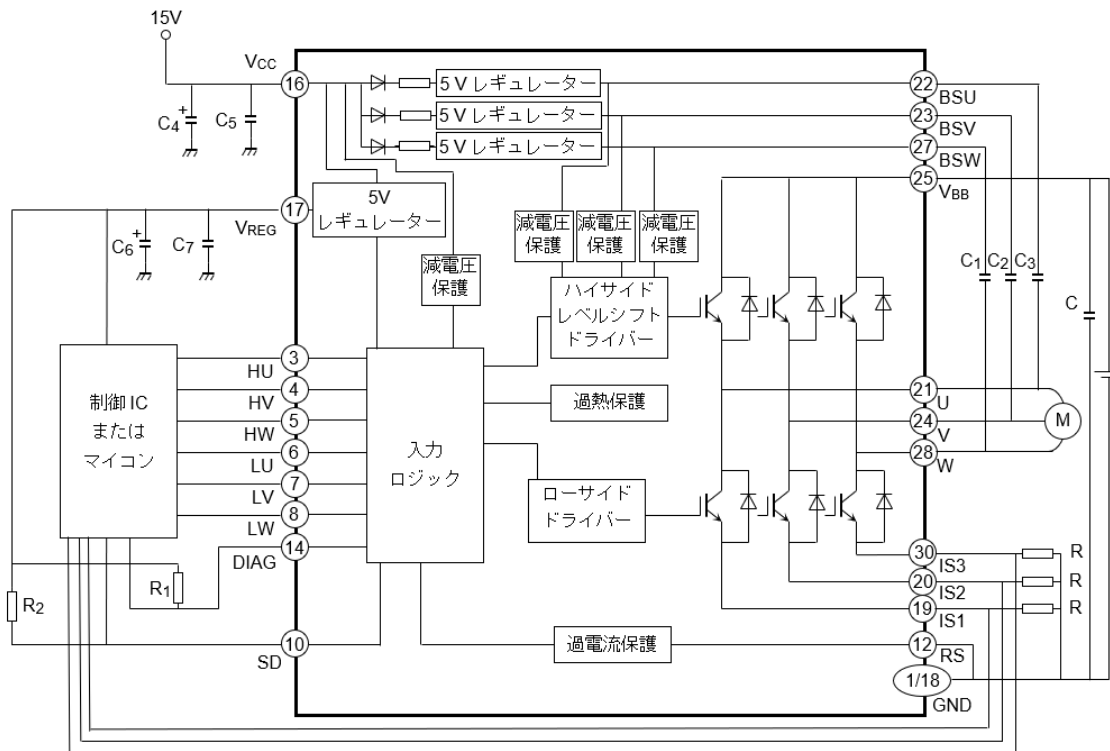 15V
VCC
16
C4
+
C5
5 V レギュレーター
5 V レギュレーター
5 V レギュレーター
22
BSU
23
BSV
27
BSW
25
VBB
17
VREG
5V
レギュレーター
C6
+
C7
減電圧
保護
減電圧
保護
減電圧
保護
減電圧
保護
ハイサイド
レベルシフト
ドライバー
C1
C2
C3
C
制御 IC
または
マイコン
3
HU
4
HV
5
HW
6
LU
7
LV
8
LW
14
DIAG
入力
ロジック
過熱保護
ローサイド
ドライバー
21
U
24
V
28
W
M
30
IS3
R
20
IS2
R
19
IS1
R
R1
R2
10
SD
過電流保護
12
RS
1/18
GND